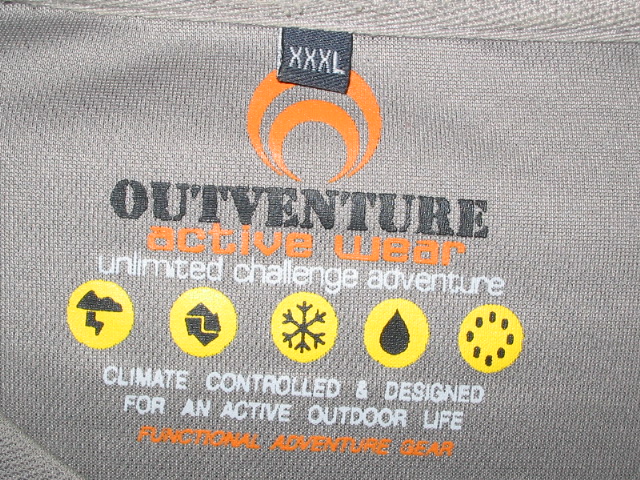 XXXL
OUTVENTURE
active wear
unlimited challenge adventure
CLIMATE CONTROLLED & DESIGNED
FOR AN ACTIVE OUTDOOR LIFE
FUNCTIONAL ADVENTURE GEAR